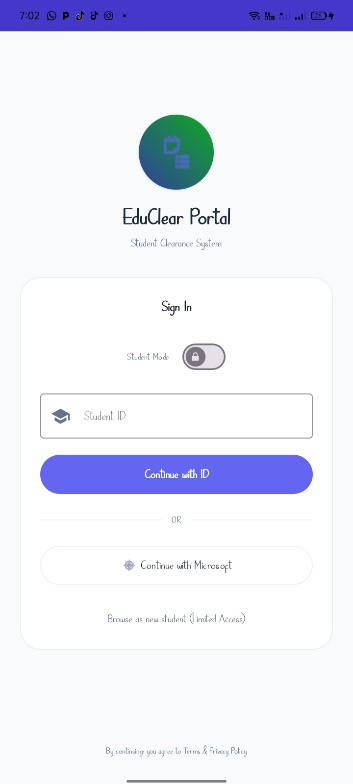 7:02
EduClear Portal
Student Clearance System
Sign In
Student Mode
Student ID
Continue with ID
OR
Continue with Microsoft
Browse as new student (Limited Access)
By continuing you agree to Terms & Privacy Policy